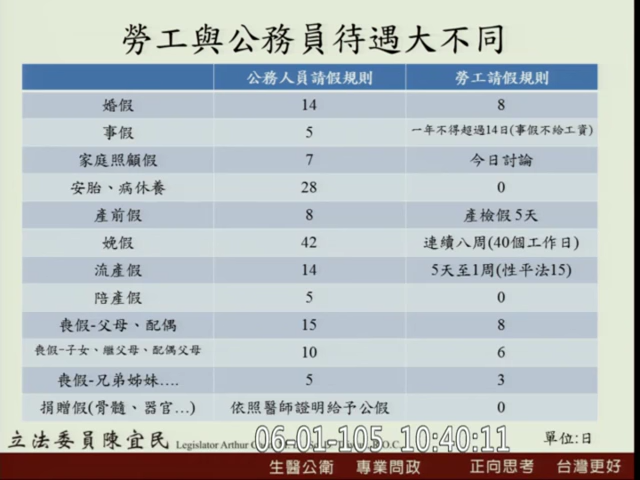 勞工與公務員待遇大不同
公務人員請假規則 勞工請假規則
婚假 14 8
事假 5 一年不得超過14日(事假不給工資)
家庭照顧假 7 今日討論
安胎、病休養 28 0
產前假 8 產檢假5天
娩假 42 連續八周(40個工作日)
流產假 14 5天至1周(性平法15)
陪產假 5 0
喪假-父母、配偶 15 8
喪假-子女、繼父母、配偶父母 10 6
喪假-兄弟姊妹.... 5 3
捐贈假(骨髓、器官...) 依照醫師證明給予公假 0
立法委員陳宜民 Legislator Arthur 單位:日
06-01-105 10:40:11
生醫公衛 專業問政 正向思考 台灣更好